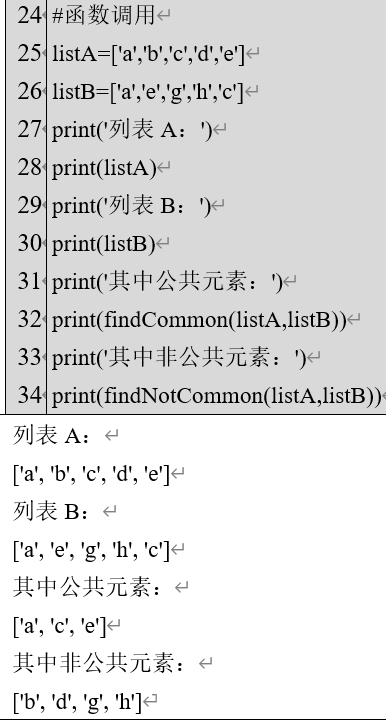 24 #函数调用
25 listA=['a','b','c','d','e']
26 listB=['a','e','g','h','c']
27 print('列表 A：')
28 print(listA)
29 print('列表 B：')
30 print(listB)
31 print('其中公共元素：')
32 print(findCommon(listA,listB))
33 print('其中非公共元素：')
34 print(findNotCommon(listA,listB))
列表 A：
['a', 'b', 'c', 'd', 'e']
列表 B：
['a', 'e', 'g', 'h', 'c']
其中公共元素：
['a', 'c', 'e']
其中非公共元素：
['b', 'd', 'g', 'h']